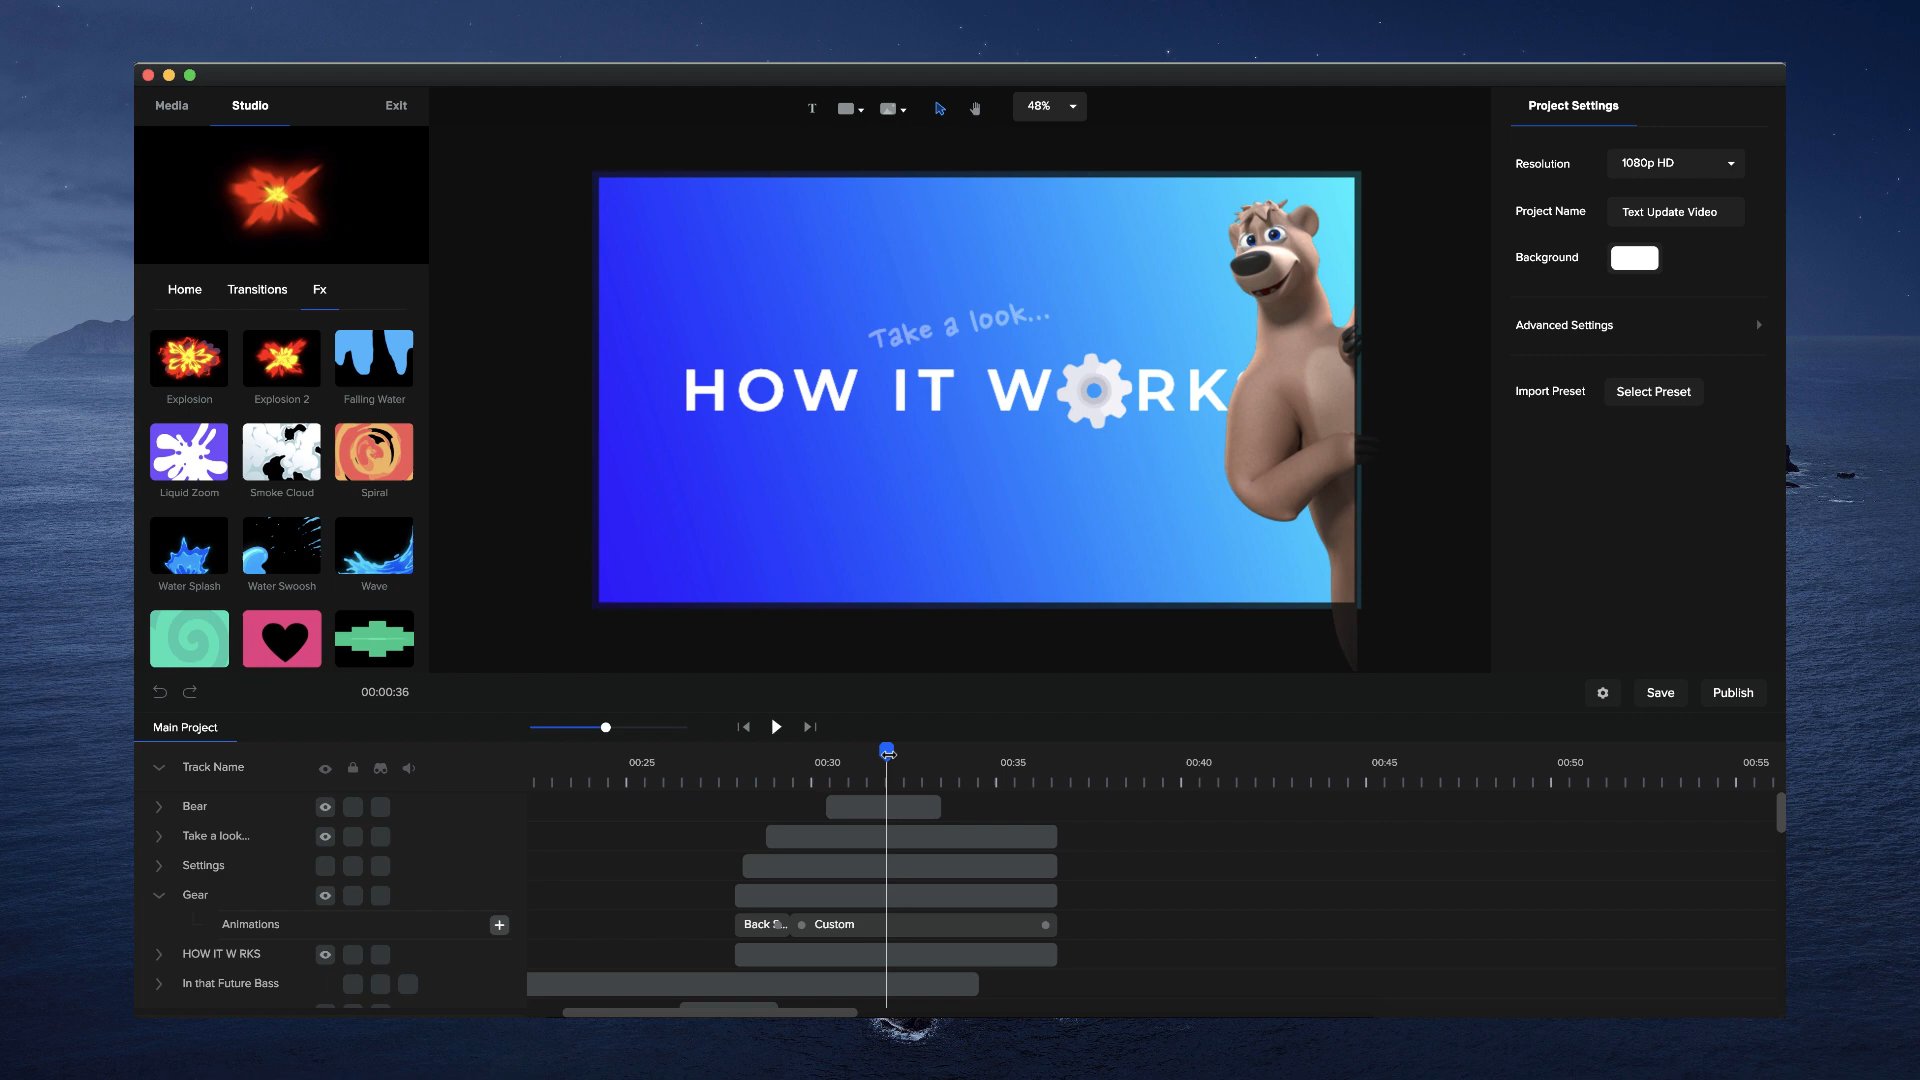 Media Studio Exit
T 48%
Project Settings
Resolution 1080p HD
Project Name Text Update Video
Background
Advanced Settings
Import Preset Select Preset
Home Transitions Fx
Explosion Explosion 2 Falling Water
Liquid Zoom Smoke Cloud Spiral
Water Splash Water Swoosh Wave
Take a look...
HOW IT W RK
00:00:36
Save Publish
Main Project
Track Name
00:25 00:30 00:35 00:40 00:45 00:50 00:55
Bear
Take a look...
Settings
Gear
Animations + Back S... Custom
HOW IT W RKS
In that Future Bass